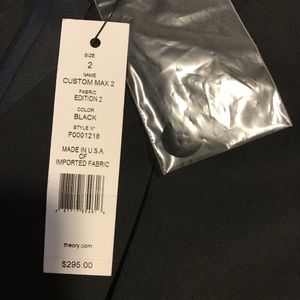 SIZE
2
NAME
CUSTOM MAX 2
FABRIC
EDITION 2
COLOR
BLACK
STYLE N°
F0001216
MADE IN U.S.A.
OF
IMPORTED FABRIC
theory.com
$295.00